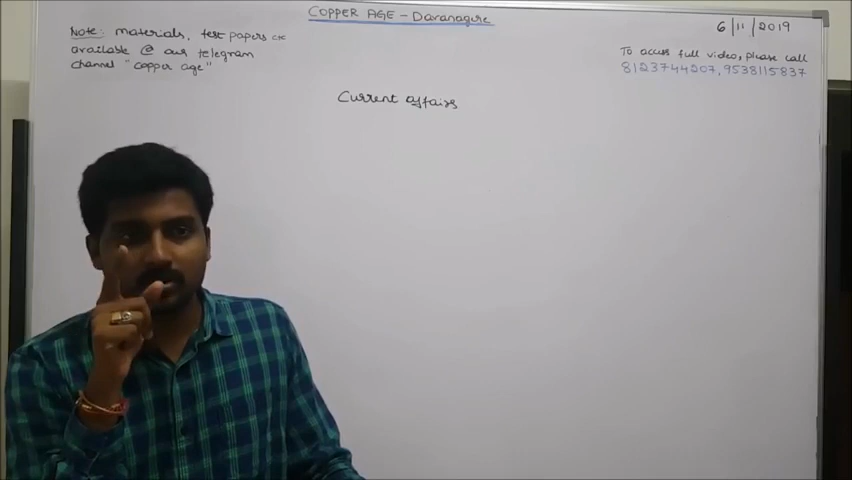 COPPER AGE - Davanagere
6/11/2019
Note: materials, test papers etc
available @ our telegram
channel "copper age"
To access full video, please call
8123744207, 9538115837
Current affairs